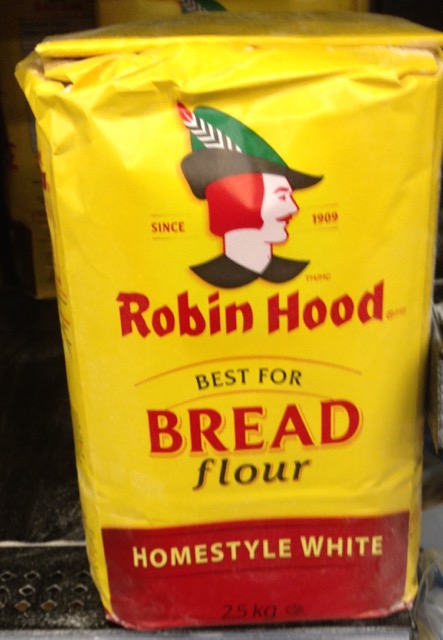 SINCE 1909
Robin Hood
BEST FOR
BREAD
flour
HOMESTYLE WHITE
2.5 kg